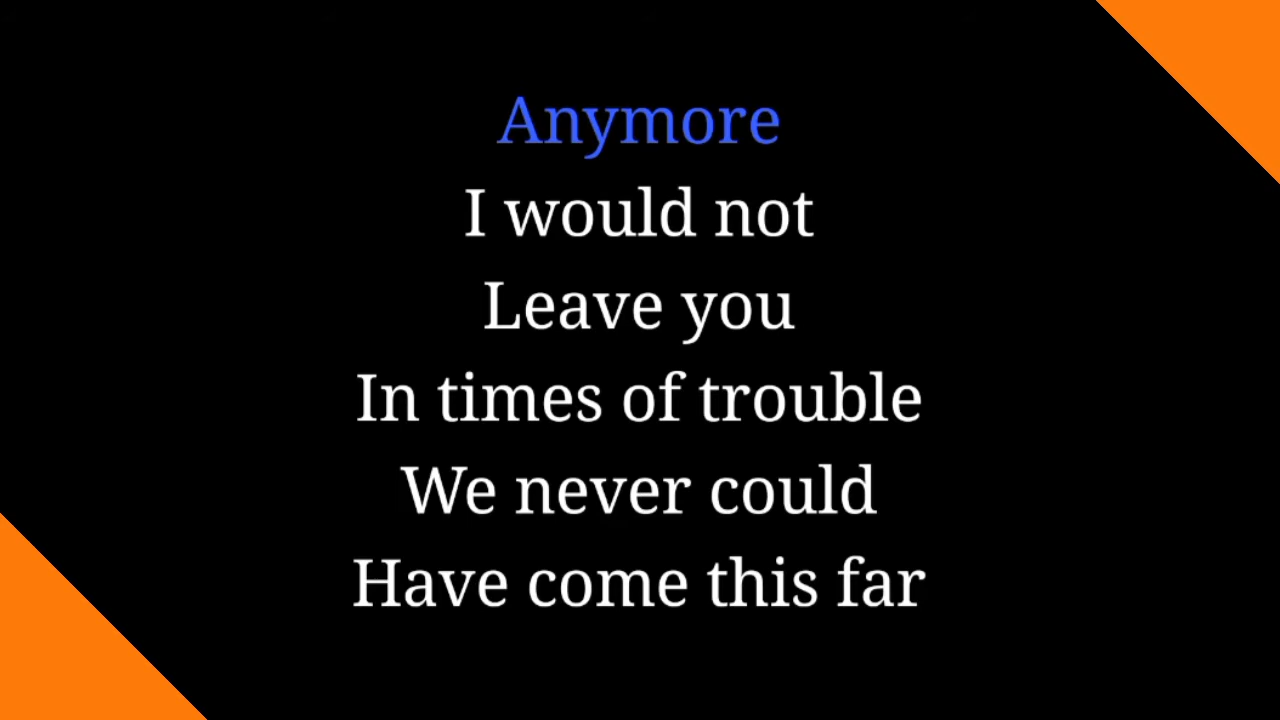 Anymore
I would not
Leave you
In times of trouble
We never could
Have come this far